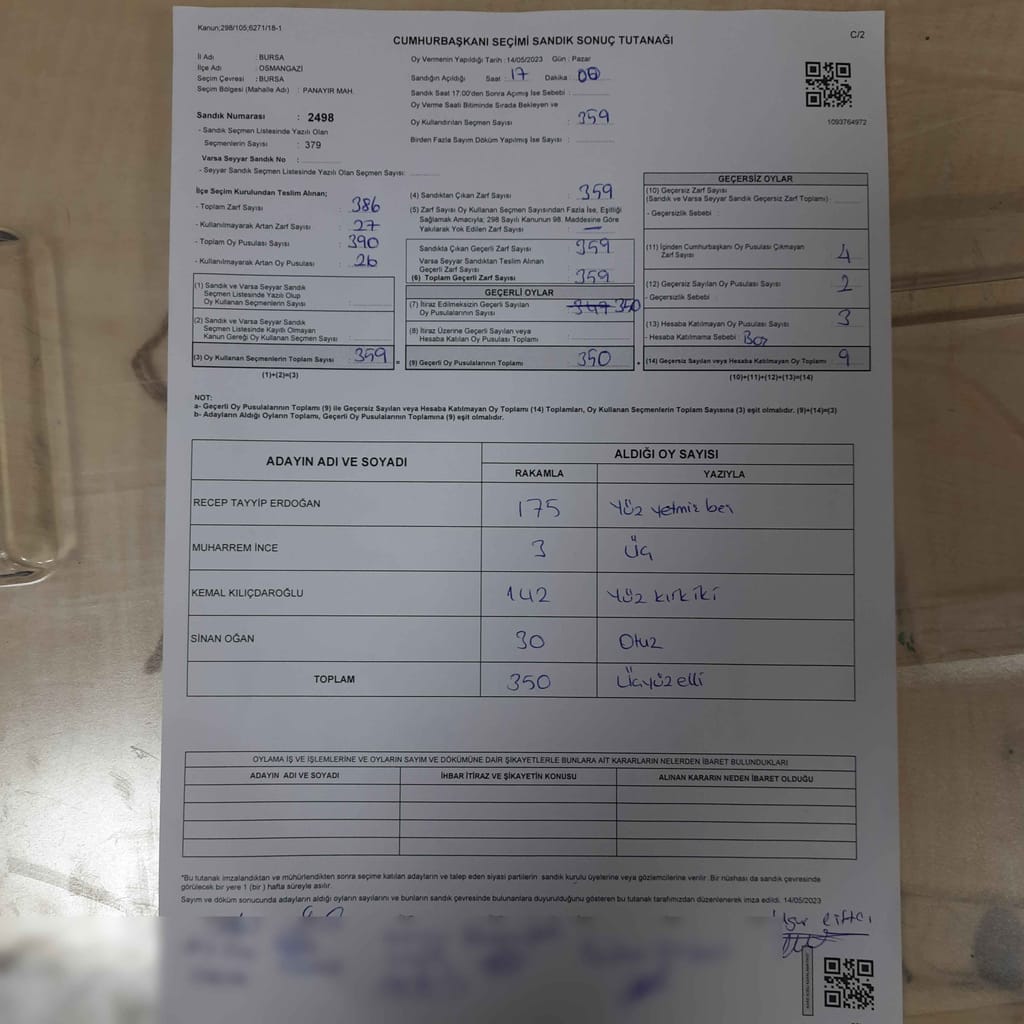 Kanun;298/105;6271/18-1
C/2
CUMHURBAŞKANI SEÇİMİ SANDIK SONUÇ TUTANAĞI
İl Adı : BURSA
İlçe Adı : OSMANGAZİ
Seçim Çevresi : BURSA
Seçim Bölgesi (Mahalle Adı) : PANAYIR MAH.
Oy Vermenin Yapıldığı Tarih : 14/05/2023 Gün : Pazar
Sandığın Açıldığı Saat : 17 Dakika : 00
Sandık Saat 17.00'den Sonra Açılmış İse Sebebi :
Oy Verme Saati Bitiminde Sırada Bekleyen ve
Oy Kullandırılan Seçmen Sayısı : 359
Birden Fazla Sayım Döküm Yapılmış İse Sayısı :
1093764972
Sandık Numarası : 2498
- Sandık Seçmen Listesinde Yazılı Olan
Seçmenlerin Sayısı : 379
Varsa Seyyar Sandık No :
- Seyyar Sandık Seçmen Listesinde Yazılı Olan Seçmen Sayısı:
İlçe Seçim Kurulundan Teslim Alınan;
- Toplam Zarf Sayısı : 386
- Kullanılmayarak Artan Zarf Sayısı : 27
- Toplam Oy Pusulası Sayısı : 390
- Kullanılmayarak Artan Oy Pusulası : 26
(1) Sandık ve Varsa Seyyar Sandık
Seçmen Listesinde Yazılı Olup
Oy Kullanan Seçmenlerin Sayısı :
(2) Sandık ve Varsa Seyyar Sandık
Seçmen Listesinde Kayıtlı Olmayan
Kanun Gereği Oy Kullanan Seçmen Sayısı :
(3) Oy Kullanan Seçmenlerin Toplam Sayısı : 359
(1)+(2)=(3)
(4) Sandıktan Çıkan Zarf Sayısı : 359
(5) Zarf Sayısı Oy Kullanan Seçmen Sayısından Fazla İse, Eşitliği
Sağlamak Amacıyla; 298 Sayılı Kanunun 98. Maddesine Göre
Yakılarak Yok Edilen Zarf Sayısı : —
Sandıkla Çıkan Geçerli Zarf Sayısı : 359
Varsa Seyyar Sandıktan Teslim Alınan
Geçerli Zarf Sayısı :
(6) Toplam Geçerli Zarf Sayısı : 359
GEÇERLİ OYLAR
(7) İtiraz Edilmeksizin Geçerli Sayılan
Oy Pusulalarının Sayısı : 347 350
(8) İtiraz Üzerine Geçerli Sayılan veya
Hesaba Katılan Oy Pusulası Toplamı :
= (9) Geçerli Oy Pusulalarının Toplamı : 350
GEÇERSİZ OYLAR
(10) Geçersiz Zarf Sayısı
(Sandık ve Varsa Seyyar Sandık Geçersiz Zarf Toplamı) :
- Geçersizlik Sebebi :
(11) İçinden Cumhurbaşkanı Oy Pusulası Çıkmayan
Zarf Sayısı : 4
(12) Geçersiz Sayılan Oy Pusulası Sayısı : 2
- Geçersizlik Sebebi :
(13) Hesaba Katılmayan Oy Pusulası Sayısı : 3
- Hesaba Katılmama Sebebi : Boş
(14) Geçersiz Sayılan veya Hesaba Katılmayan Oy Toplamı : 9
(10)+(11)+(12)+(13)=(14)
NOT:
a- Geçerli Oy Pusulalarının Toplamı (9) ile Geçersiz Sayılan veya Hesaba Katılmayan Oy Toplamı (14) Toplamları, Oy Kullanan Seçmenlerin Toplam Sayısına (3) eşit olmalıdır. (9)+(14)=(3)
b- Adayların Aldığı Oyların Toplamı, Geçerli Oy Pusulalarının Toplamına (9) eşit olmalıdır.
ADAYIN ADI VE SOYADI
ALDIĞI OY SAYISI
RAKAMLA YAZIYLA
RECEP TAYYİP ERDOĞAN 175 Yüz yetmiş beş
MUHARREM İNCE 3 Üç
KEMAL KILIÇDAROĞLU 142 Yüz kırk iki
SİNAN OĞAN 30 Otuz
TOPLAM 350 Üçyüz elli
OYLAMA İŞ VE İŞLEMLERİNE VE OYLARIN SAYIM VE DÖKÜMÜNE DAİR ŞİKAYETLERLE BUNLARA AİT KARARLARIN NELERDEN İBARET BULUNDUKLARI
ADAYIN ADI VE SOYADI İHBAR İTİRAZ VE ŞİKAYETİN KONUSU ALINAN KARARIN NEDEN İBARET OLDUĞU
*Bu tutanak imzalandıktan ve mühürlendikten sonra seçime katılan adayların ve talep eden siyasi partilerin: sandık kurulu üyelerine veya gözlemcilerine verilir. Bir nüshası da sandık çevresinde
görülecek bir yere 1 (bir ) hafta süreyle asılır.
Sayım ve döküm sonucunda adayların aldığı oyların sayılarını ve bunların sandık çevresinde bulunanlara duyurulduğunu gösteren bu tutanak tarafımızdan düzenlenerek imza edildi. 14/05/2023